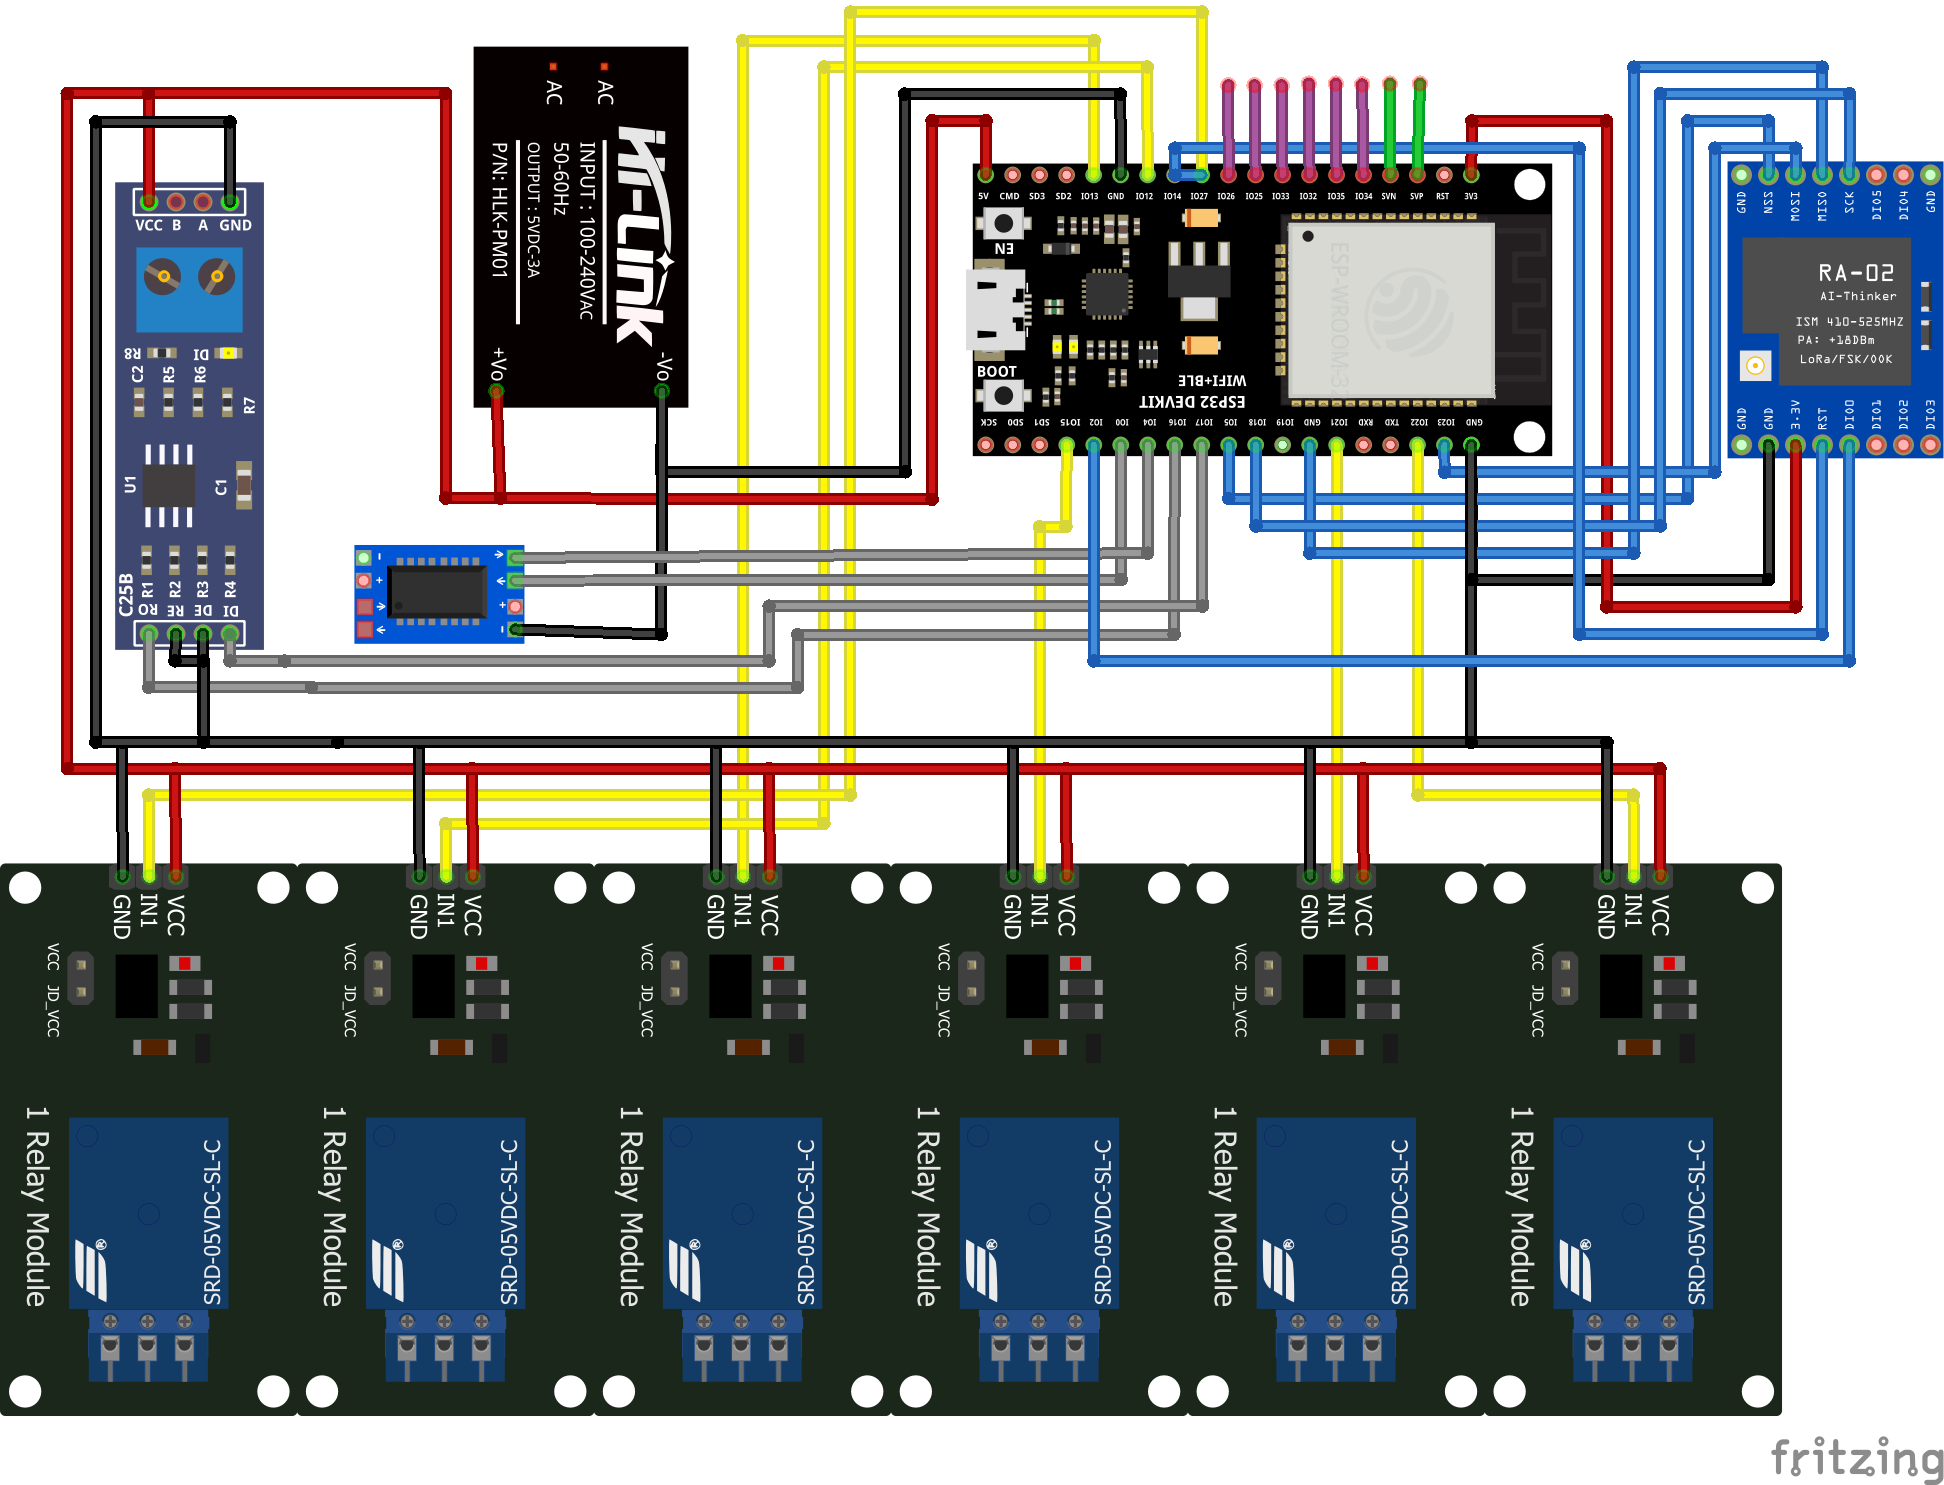 AC
AC
Hi-LINK
INPUT : 100-240VAC
50-60Hz
OUTPUT : 5VDC-3A
P/N: HLK-PM01
+Vo
-Vo
VCC B A GND
R8
D1
C2
R5
R6
R7
U1
C1
C25B
R1
R2
R3
R4
RO
RE
DE
DI
-
+
+
-
5V CMD SD3 SD2 IO13 GND IO12 IO14 IO27 IO26 IO25 IO33 IO32 IO35 IO34 SVN SVP RST 3V3
EN
BOOT
WIFI+BLE
ESP32 DEVKIT
SCK SD0 SD1 IO15 IO2 IO0 IO4 IO16 IO17 IO5 IO18 IO19 GND IO21 RXD TXD IO22 IO23 GND
GND NSS MOSI MISO SCK DIO5 DIO4 GND
RA-02
AI-Thinker
ISM 410-525MHZ
PA: +18DBm
LoRa/FSK/OOK
GND GND 3.3V RST DIO0 DIO1 DIO2 DIO3
GND IN1 VCC
VCC JD_VCC
1 Relay Module
SRD-05VDC-SL-C
®
GND IN1 VCC
VCC JD_VCC
1 Relay Module
SRD-05VDC-SL-C
®
GND IN1 VCC
VCC JD_VCC
1 Relay Module
SRD-05VDC-SL-C
®
GND IN1 VCC
VCC JD_VCC
1 Relay Module
SRD-05VDC-SL-C
®
GND IN1 VCC
VCC JD_VCC
1 Relay Module
SRD-05VDC-SL-C
®
GND IN1 VCC
VCC JD_VCC
1 Relay Module
SRD-05VDC-SL-C
®
fritzing